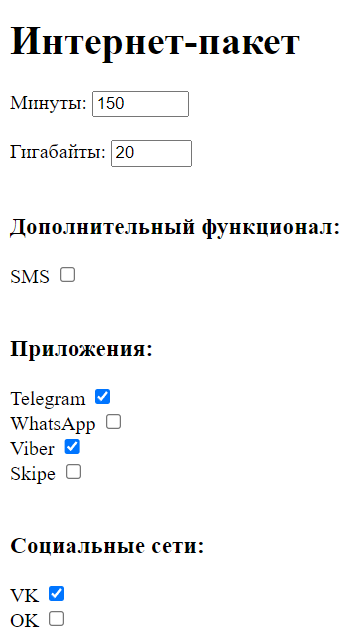 Интернет-пакет
Минуты: 150
Гигабайты: 20
Дополнительный функционал:
SMS
Приложения:
Telegram
WhatsApp
Viber
Skipe
Социальные сети:
VK
OK